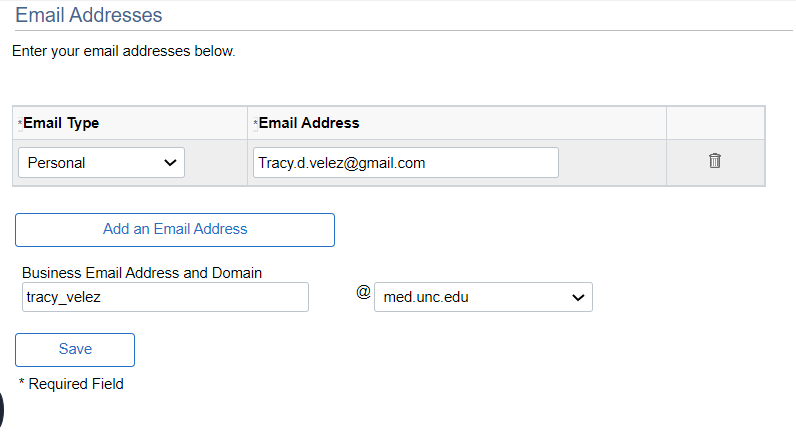 Email Addresses
Enter your email addresses below.
*Email Type *Email Address
Personal Tracy.d.velez@gmail.com
Add an Email Address
Business Email Address and Domain
tracy_velez @ med.unc.edu
Save
* Required Field